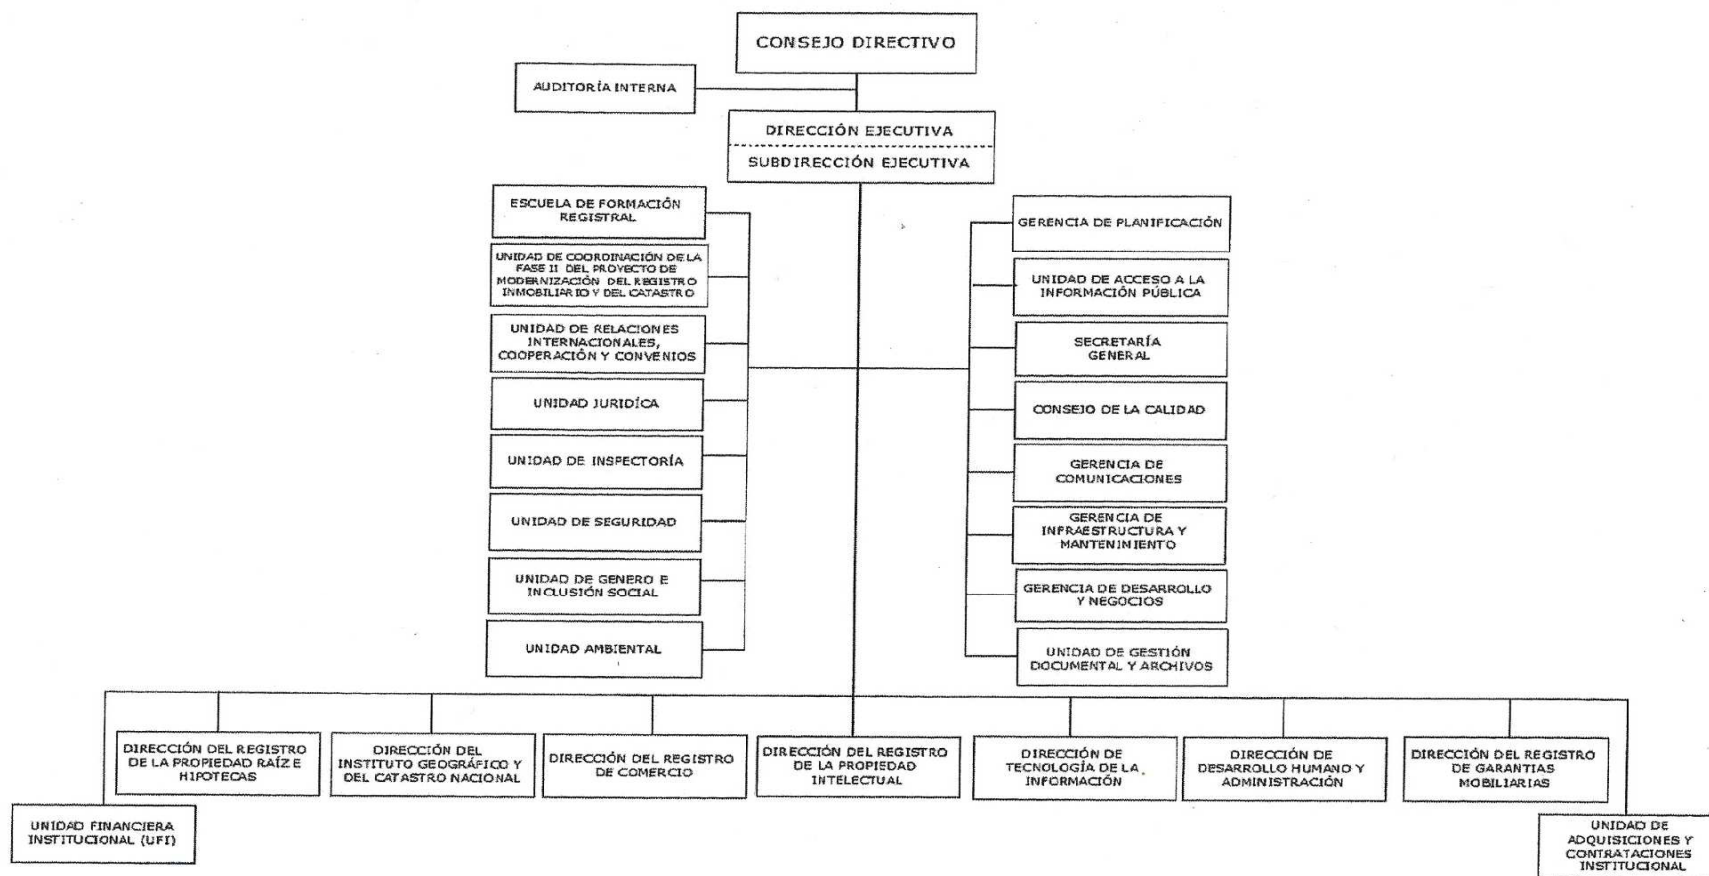 CONSEJO DIRECTIVO
AUDITORÍA INTERNA
DIRECCIÓN EJECUTIVA
SUBDIRECCIÓN EJECUTIVA
ESCUELA DE FORMACIÓN
REGISTRAL
UNIDAD DE COORDINACIÓN DE LA
FASE II DEL PROYECTO DE
MODERNIZACIÓN DEL REGISTRO
INMOBILIARIO Y DEL CATASTRO
UNIDAD DE RELACIONES
INTERNACIONALES,
COOPERACIÓN Y CONVENIOS
UNIDAD JURIDÍCA
UNIDAD DE INSPECTORÍA
UNIDAD DE SEGURIDAD
UNIDAD DE GENERO E
INCLUSIÓN SOCIAL
UNIDAD AMBIENTAL
GERENCIA DE PLANIFICACIÓN
UNIDAD DE ACCESO A LA
INFORMACIÓN PÚBLICA
SECRETARÍA
GENERAL
CONSEJO DE LA CALIDAD
GERENCIA DE
COMUNICACIONES
GERENCIA DE
INFRAESTRUCTURA Y
MANTENIMIENTO
GERENCIA DE DESARROLLO
Y NEGOCIOS
UNIDAD DE GESTIÓN
DOCUMENTAL Y ARCHIVOS
DIRECCIÓN DEL REGISTRO
DE LA PROPIEDAD RAÍZ E
HIPOTECAS
DIRECCIÓN DEL
INSTITUTO GEOGRÁFICO Y
DEL CATASTRO NACIONAL
DIRECCIÓN DEL REGISTRO
DE COMERCIO
DIRECCIÓN DEL REGISTRO
DE LA PROPIEDAD
INTELECTUAL
DIRECCIÓN DE
TECNOLOGÍA DE LA
INFORMACIÓN
DIRECCIÓN DE
DESARROLLO HUMANO Y
ADMINISTRACIÓN
DIRECCIÓN DEL REGISTRO
DE GARANTIAS
MOBILIARIAS
UNIDAD FINANCIERA
INSTITUCIONAL (UFI)
UNIDAD DE
ADQUISICIONES Y
CONTRATACIONES
INSTITUCIONAL